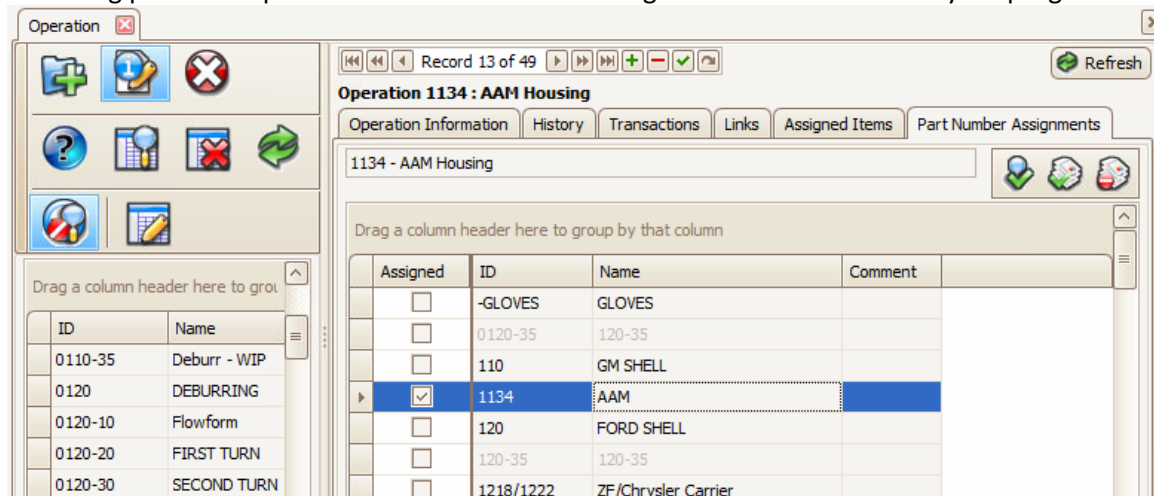 Operation
Record 13 of 49
Refresh
Operation 1134 : AAM Housing
Operation Information History Transactions Links Assigned Items Part Number Assignments
1134 - AAM Housing
Drag a column header here to group by that column
Assigned ID Name Comment
-GLOVES GLOVES
0120-35 120-35
110 GM SHELL
1134 AAM
120 FORD SHELL
120-35 120-35
1218/1222 ZF/Chrysler Carrier
Drag a column header here to grou
ID Name
0110-35 Deburr - WIP
0120 DEBURRING
0120-10 Flowform
0120-20 FIRST TURN
0120-30 SECOND TURN